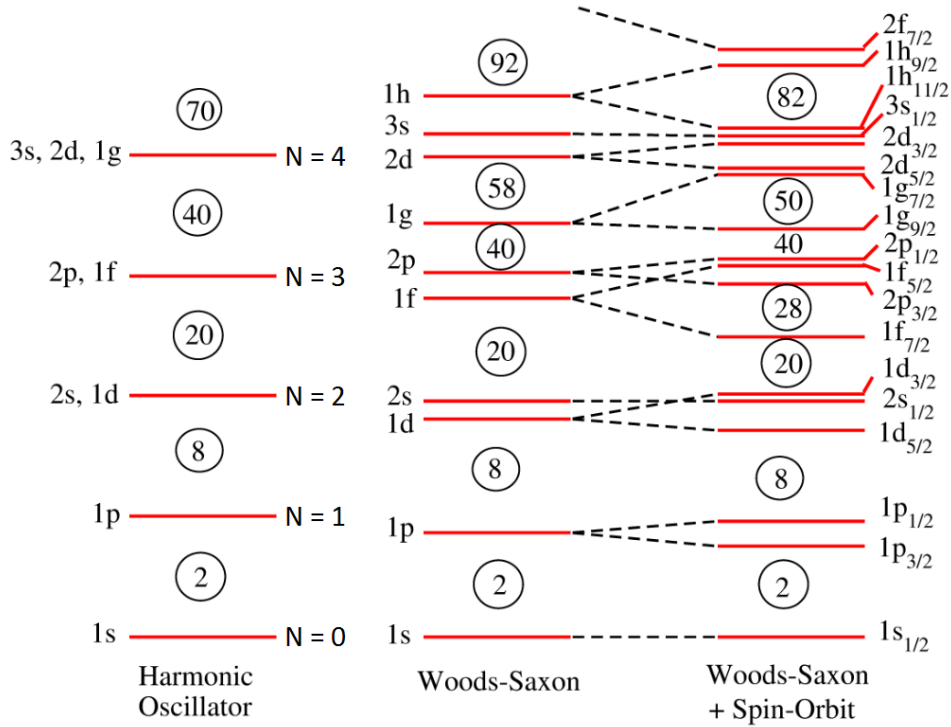 70
3s, 2d, 1g
N = 4
40
2p, 1f
N = 3
20
2s, 1d
N = 2
8
1p
N = 1
2
1s
N = 0
Harmonic
Oscillator
92
1h
3s
2d
58
1g
40
2p
1f
20
2s
1d
8
1p
2
1s
Woods-Saxon
2f7/2
1h9/2
1h11/2
82
3s1/2
2d3/2
2d5/2
1g7/2
50
1g9/2
40
2p1/2
1f5/2
2p3/2
28
1f7/2
20
1d3/2
2s1/2
1d5/2
8
1p1/2
1p3/2
2
1s1/2
Woods-Saxon
+ Spin-Orbit